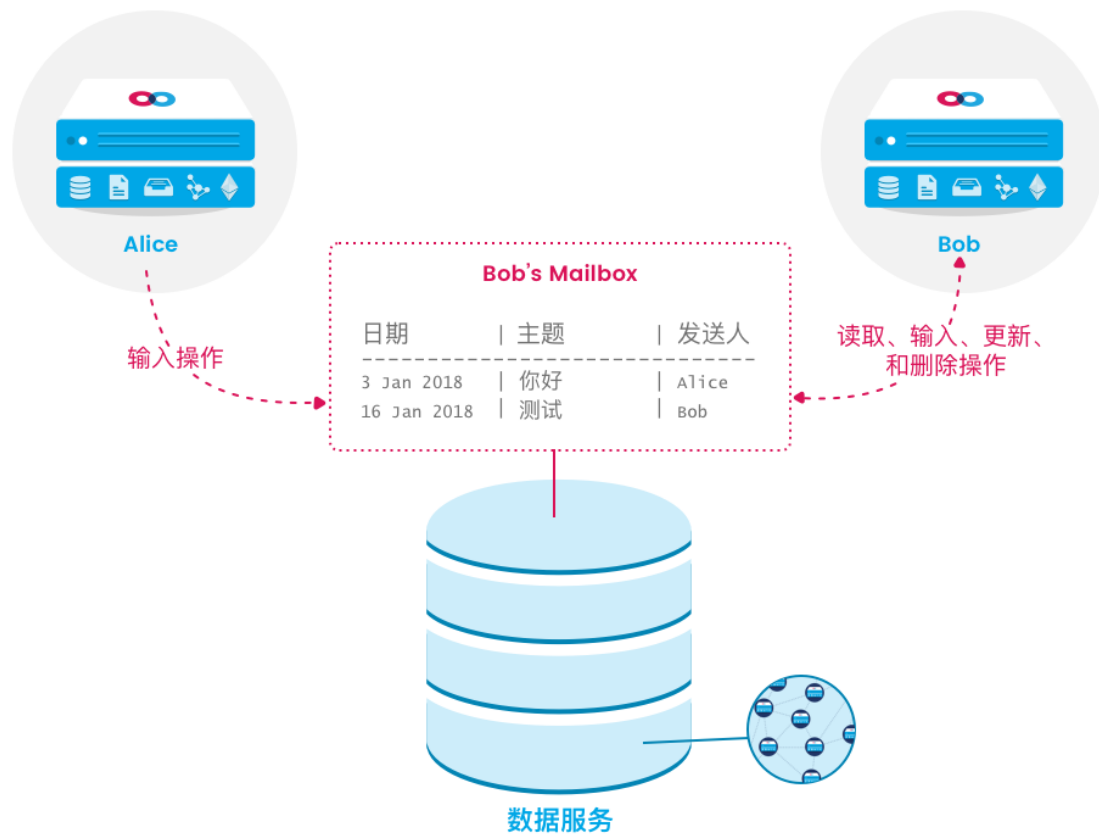 Alice
Bob
Bob's Mailbox
日期 | 主题 | 发送人
3 Jan 2018 | 你好 | Alice
16 Jan 2018 | 测试 | Bob
输入操作
读取、输入、更新、
和删除操作
数据服务